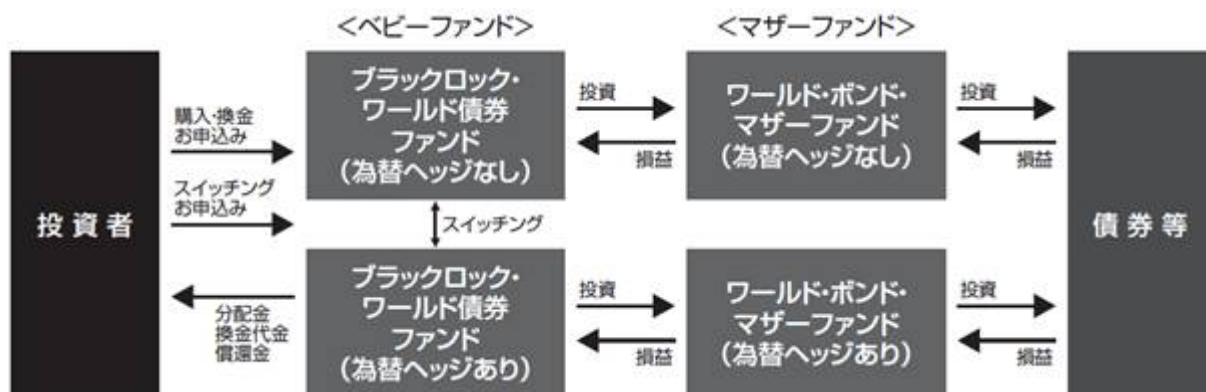 <ベビーファンド>
<マザーファンド>
投資者
購入・換金
お申込み
スイッチング
お申込み
分配金
換金代金
償還金
ブラックロック・
ワールド債券
ファンド
(為替ヘッジなし)
スイッチング
ブラックロック・
ワールド債券
ファンド
(為替ヘッジあり)
投資
損益
投資
損益
ワールド・ボンド・
マザーファンド
(為替ヘッジなし)
ワールド・ボンド・
マザーファンド
(為替ヘッジあり)
投資
損益
投資
損益
債券等